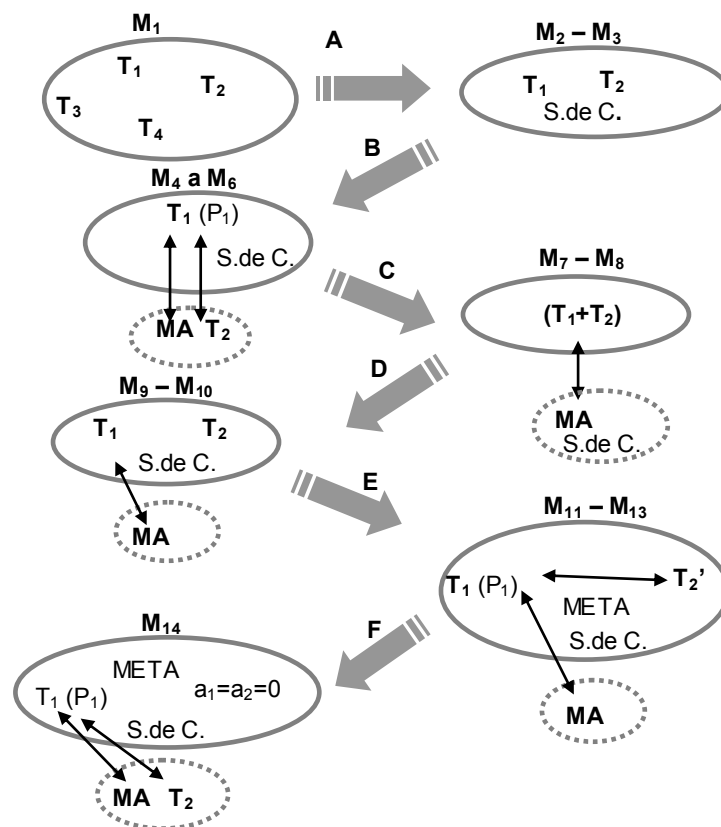 M₁
A
M₂ – M₃
T₁
T₂
T₃
T₄
T₁ T₂
S.de C.
B
M₄ a M₆
T₁ (P₁)
S.de C.
MA T₂
C
M₇ – M₈
(T₁+T₂)
MA
S.de C.
D
M₉ – M₁₀
T₁ T₂
S.de C.
MA
E
M₁₁ – M₁₃
T₁ (P₁) T₂’
META
S.de C.
MA
F
M₁₄
META
T₁ (P₁) a₁=a₂=0
S.de C.
MA T₂